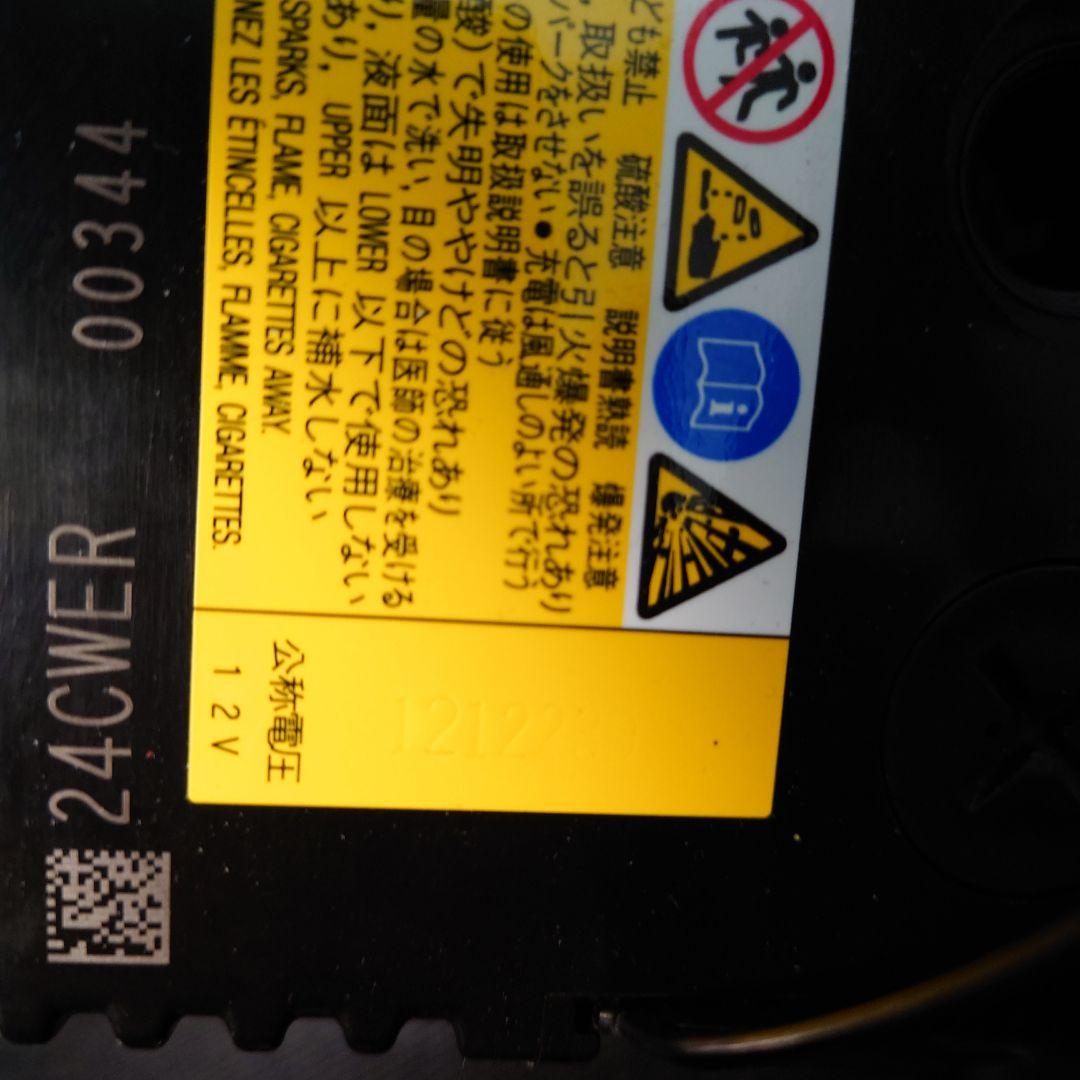 24CWER 00344
とも禁止 硫酸注意 説明書熟読 爆発注意
取扱いを誤ると引火爆発の恐れあり
パークをさせない●充電は風通しのよい所で行う
の使用は取扱説明書に従う
酸)で失明ややけどの恐れあり
量の水で洗い,目の場合は医師の治療を受ける
り,液面は LOWER 以下で使用しない
あり, UPPER 以上に補水しない
SPARKS, FLAME, CIGARETTES AWAY.
NEZ LES ÉTINCELLES, FLAMME, CIGARETTES.
公称電圧
12V